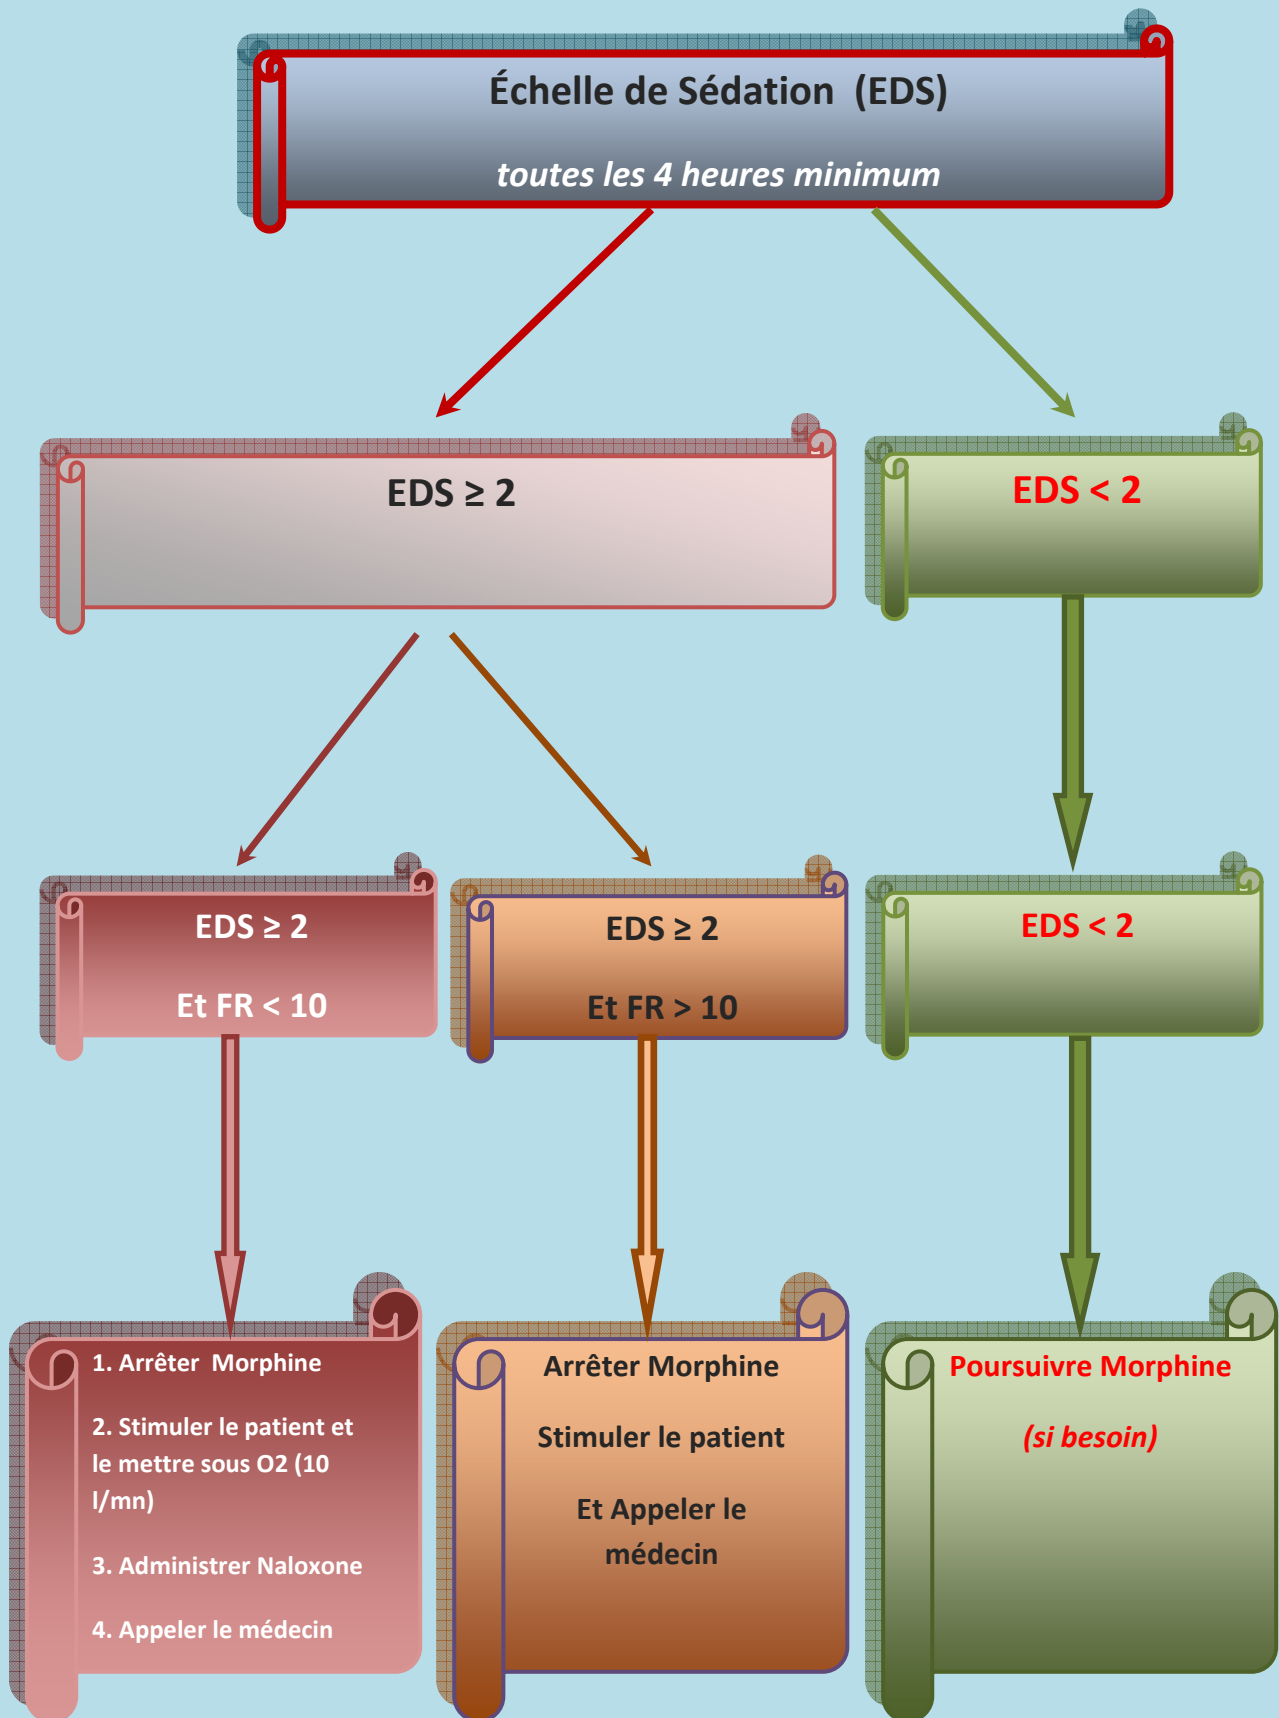 Échelle de Sédation (EDS)
toutes les 4 heures minimum
EDS ≥ 2
EDS < 2
EDS ≥ 2
Et FR < 10
EDS ≥ 2
Et FR > 10
EDS < 2
1. Arrêter Morphine
2. Stimuler le patient et
le mettre sous O2 (10
l/mn)
3. Administrer Naloxone
4. Appeler le médecin
Arrêter Morphine
Stimuler le patient
Et Appeler le
médecin
Poursuivre Morphine
(si besoin)